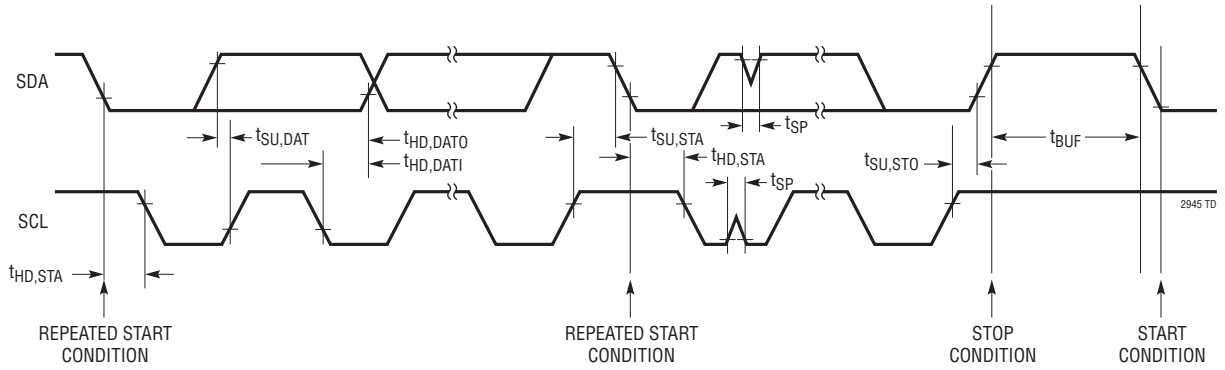 SDA
tSU,DAT
tHD,DATO
tHD,DATI
tSU,STA
tHD,STA
tSP
tSP
tSU,STO
tBUF
SCL
2945 TD
tHD,STA
REPEATED START
CONDITION
REPEATED START
CONDITION
STOP
CONDITION
START
CONDITION